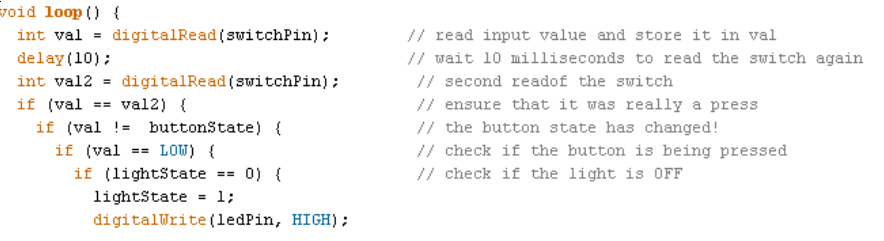 void loop() {
  int val = digitalRead(switchPin);        // read input value and store it in val
  delay(10);                               // wait 10 milliseconds to read the switch again
  int val2 = digitalRead(switchPin);        // second readof the switch
  if (val == val2) {                        // ensure that it was really a press
    if (val !=  buttonState) {              // the button state has changed!
      if (val == LOW) {                     // check if the button is being pressed
        if (lightState == 0) {              // check if the light is OFF
          lightState = 1;
          digitalWrite(ledPin, HIGH);